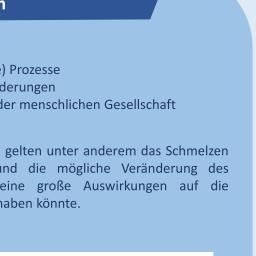 ) Prozesse
derungen
der menschlichen Gesellschaft
gelten unter anderem das Schmelzen
und die mögliche Veränderung des
eine große Auswirkungen auf die
haben könnte.